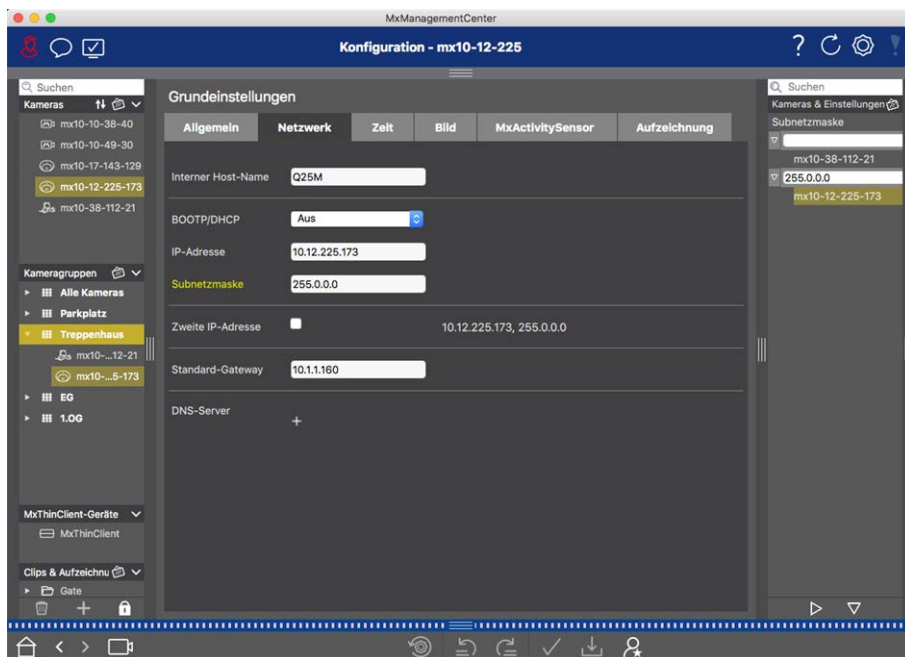 MxManagementCenter
Konfiguration - mx10-12-225
?
Suchen
Kameras
mx10-10-38-40
mx10-10-49-30
mx10-17-143-129
mx10-12-225-173
mx10-38-112-21
Kameragruppen
Alle Kameras
Parkplatz
Treppenhaus
mx10-...12-21
mx10-...5-173
EG
1.OG
MxThinClient-Geräte
MxThinClient
Clips & Aufzeichnu
Gate
Grundeinstellungen
Allgemein Netzwerk Zeit Bild MxActivitySensor Aufzeichnung
Interner Host-Name Q25M
BOOTP/DHCP Aus
IP-Adresse 10.12.225.173
Subnetzmaske 255.0.0.0
Zweite IP-Adresse 10.12.225.173, 255.0.0.0
Standard-Gateway 10.1.1.160
DNS-Server +
Suchen
Kameras & Einstellungen
Subnetzmaske
mx10-38-112-21
255.0.0.0
mx10-12-225-173